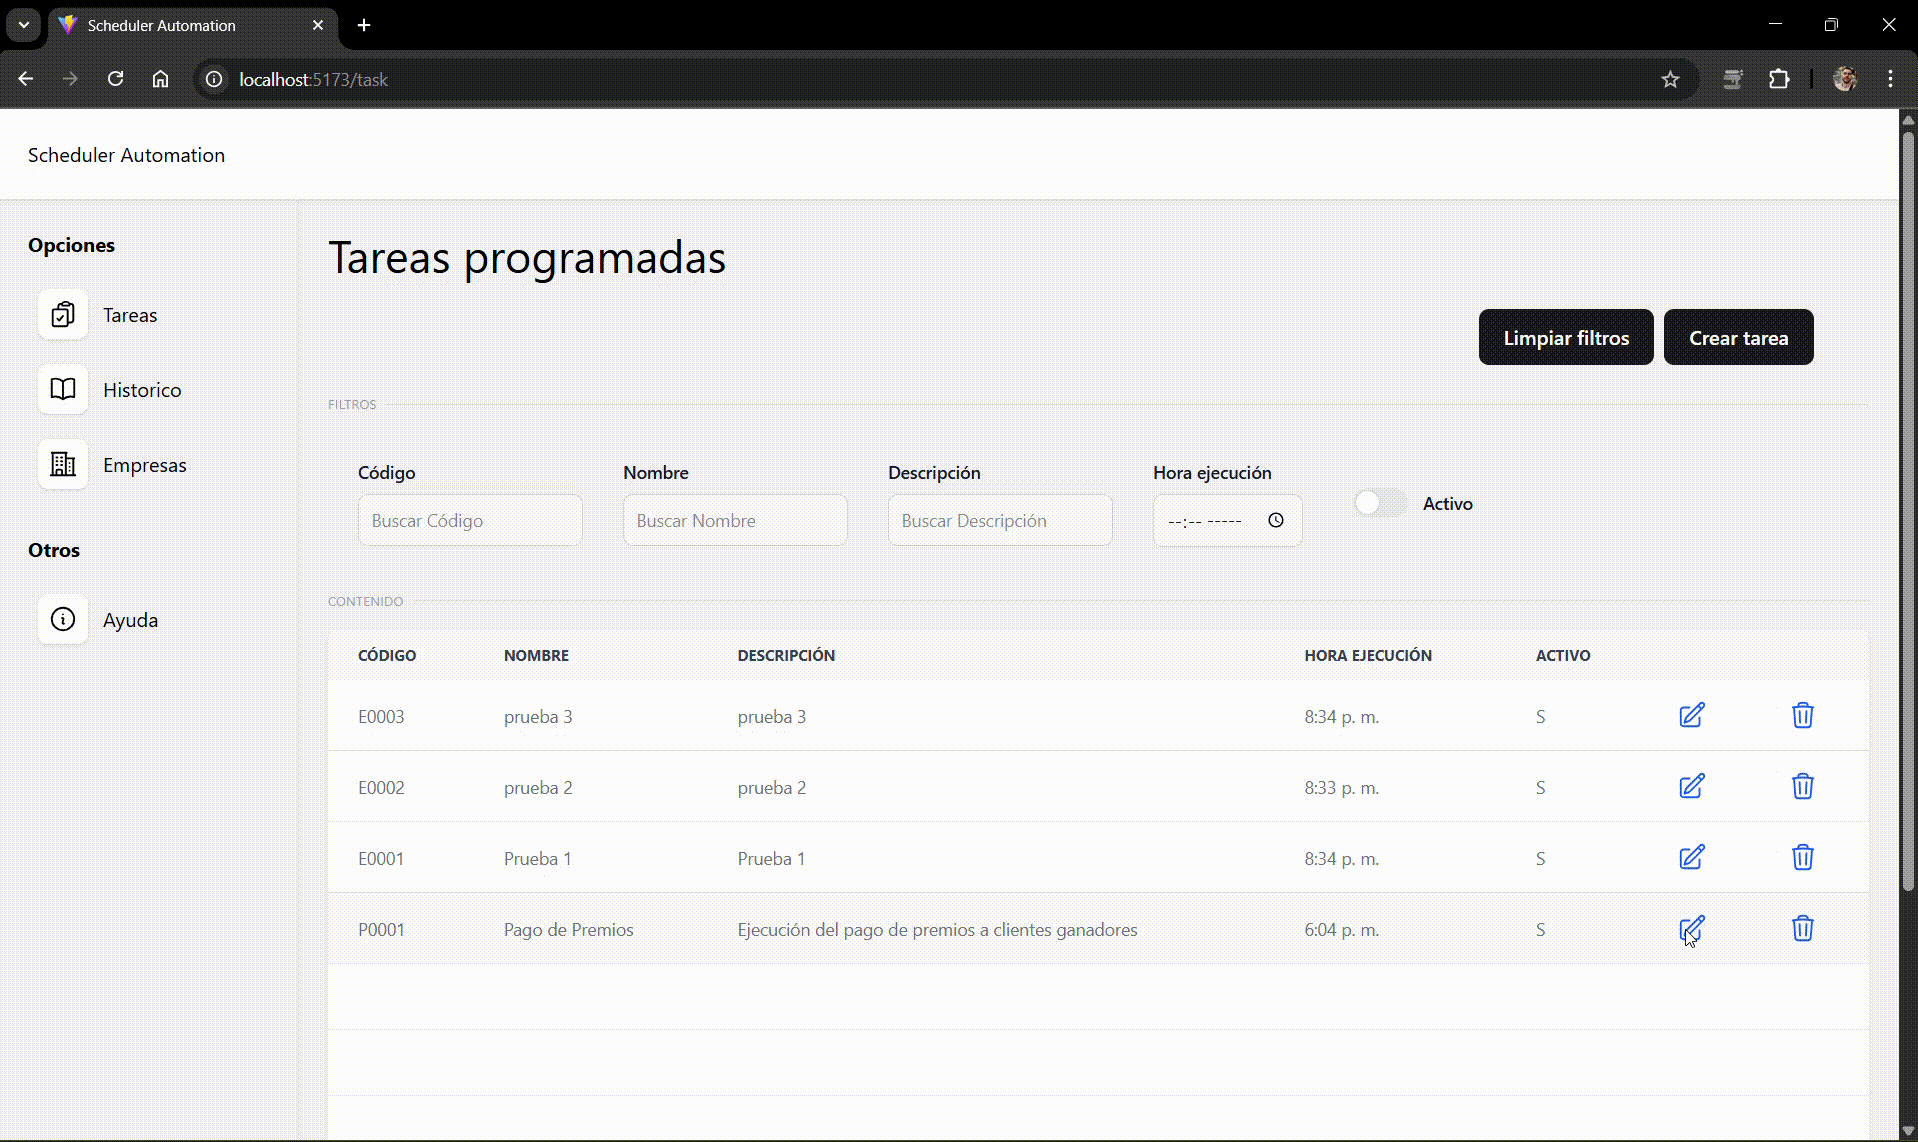 Scheduler Automation
localhost:5173/task
Scheduler Automation
Opciones
Tareas
Historico
Empresas
Otros
Ayuda
Tareas programadas
Limpiar filtros
Crear tarea
FILTROS
Código
Nombre
Descripción
Hora ejecución
Buscar Código
Buscar Nombre
Buscar Descripción
--:-- -----
Activo
CONTENIDO
CÓDIGO NOMBRE DESCRIPCIÓN HORA EJECUCIÓN ACTIVO
E0003 prueba 3 prueba 3 8:34 p. m. S
E0002 prueba 2 prueba 2 8:33 p. m. S
E0001 Prueba 1 Prueba 1 8:34 p. m. S
P0001 Pago de Premios Ejecución del pago de premios a clientes ganadores 6:04 p. m. S